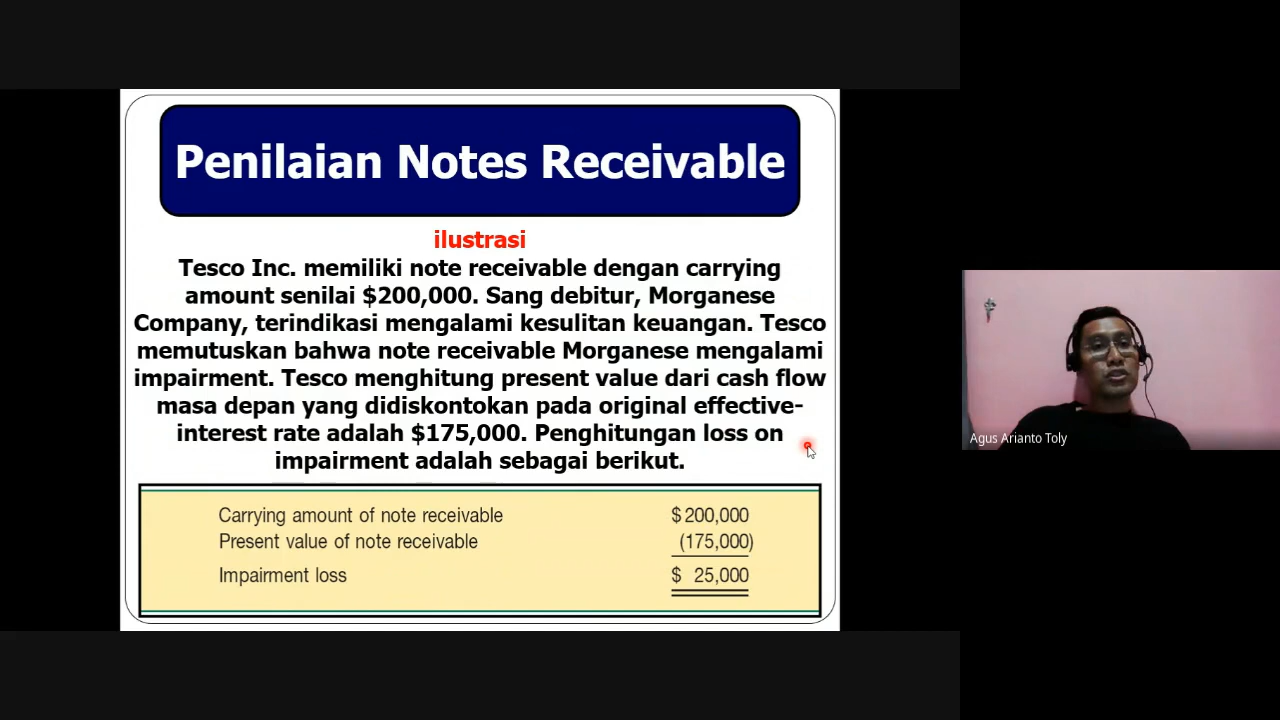 Penilaian Notes Receivable
ilustrasi
Tesco Inc. memiliki note receivable dengan carrying
amount senilai $200,000. Sang debitur, Morganese
Company, terindikasi mengalami kesulitan keuangan. Tesco
memutuskan bahwa note receivable Morganese mengalami
impairment. Tesco menghitung present value dari cash flow
masa depan yang didiskontokan pada original effective-
interest rate adalah $175,000. Penghitungan loss on
impairment adalah sebagai berikut.
Carrying amount of note receivable $200,000
Present value of note receivable (175,000)
Impairment loss $ 25,000
Agus Arianto Toly